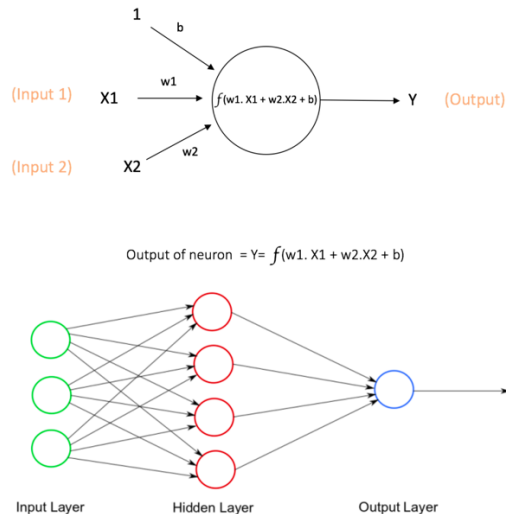 1
b
w1
(Input 1) X1 f(w1. X1 + w2.X2 + b) Y (Output)
w2
(Input 2) X2
Output of neuron = Y= f(w1. X1 + w2.X2 + b)
Input Layer Hidden Layer Output Layer